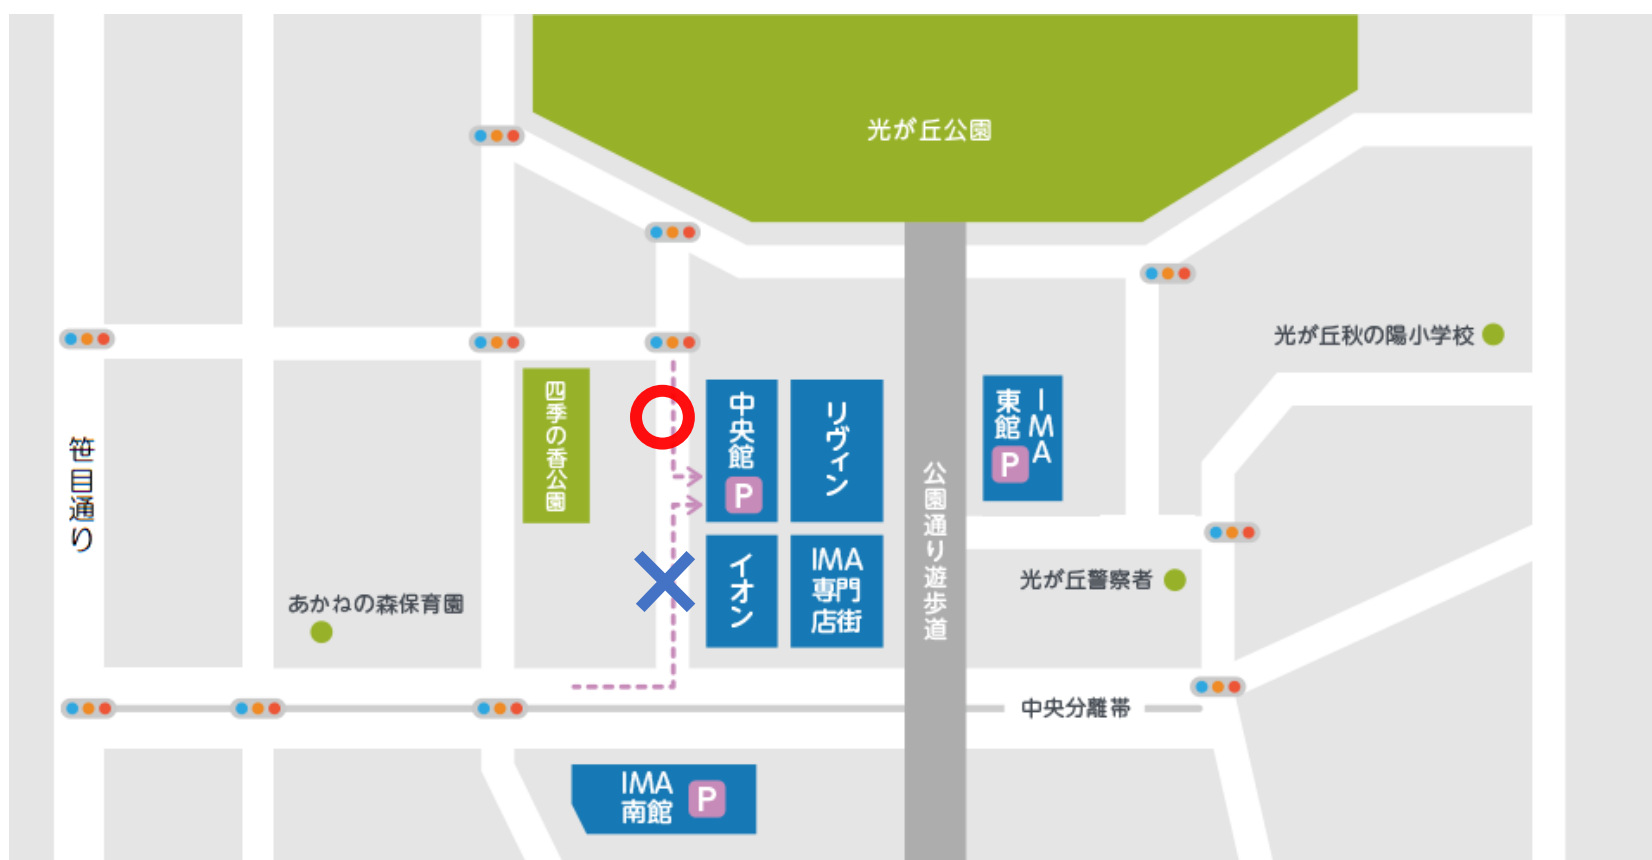 光が丘公園
光が丘秋の陽小学校
四季の香公園
中央館
P
リヴィン
IMA
東館
P
笹目通り
公園通り遊歩道
イオン
IMA
専門
店街
光が丘警察者
あかねの森保育園
中央分離帯
IMA
南館
P